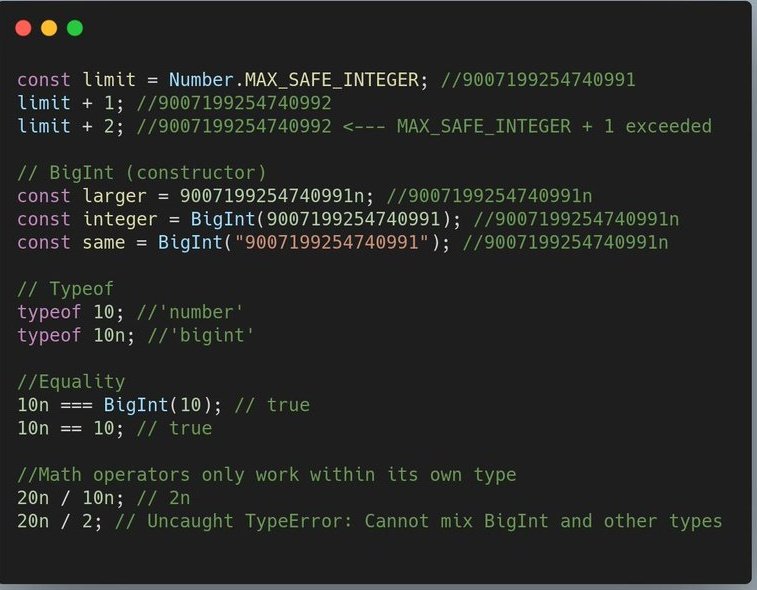 const limit = Number.MAX_SAFE_INTEGER; //9007199254740991
limit + 1; //9007199254740992
limit + 2; //9007199254740992 <--- MAX_SAFE_INTEGER + 1 exceeded
// BigInt (constructor)
const larger = 9007199254740991n; //9007199254740991n
const integer = BigInt(9007199254740991); //9007199254740991n
const same = BigInt("9007199254740991"); //9007199254740991n
// Typeof
typeof 10; //'number'
typeof 10n; //'bigint'
//Equality
10n === BigInt(10); // true
10n == 10; // true
//Math operators only work within its own type
20n / 10n; // 2n
20n / 2; // Uncaught TypeError: Cannot mix BigInt and other types